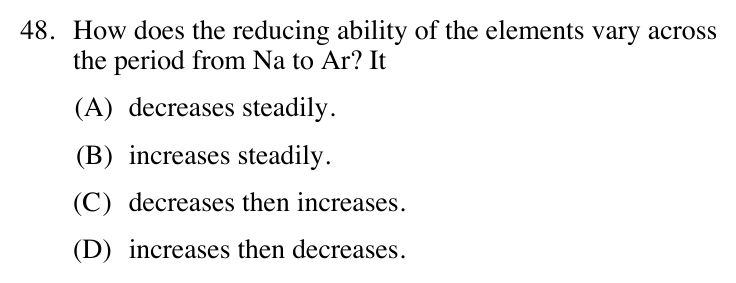 48. How does the reducing ability of the elements vary across
the period from Na to Ar? It
(A) decreases steadily.
(B) increases steadily.
(C) decreases then increases.
(D) increases then decreases.